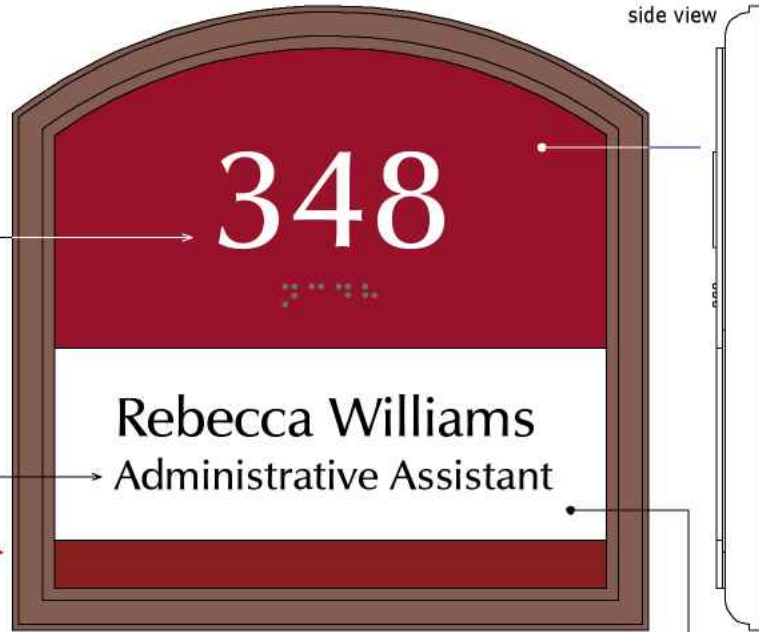 side view
348
⠝⠉⠙⠓
Rebecca Williams
Administrative Assistant